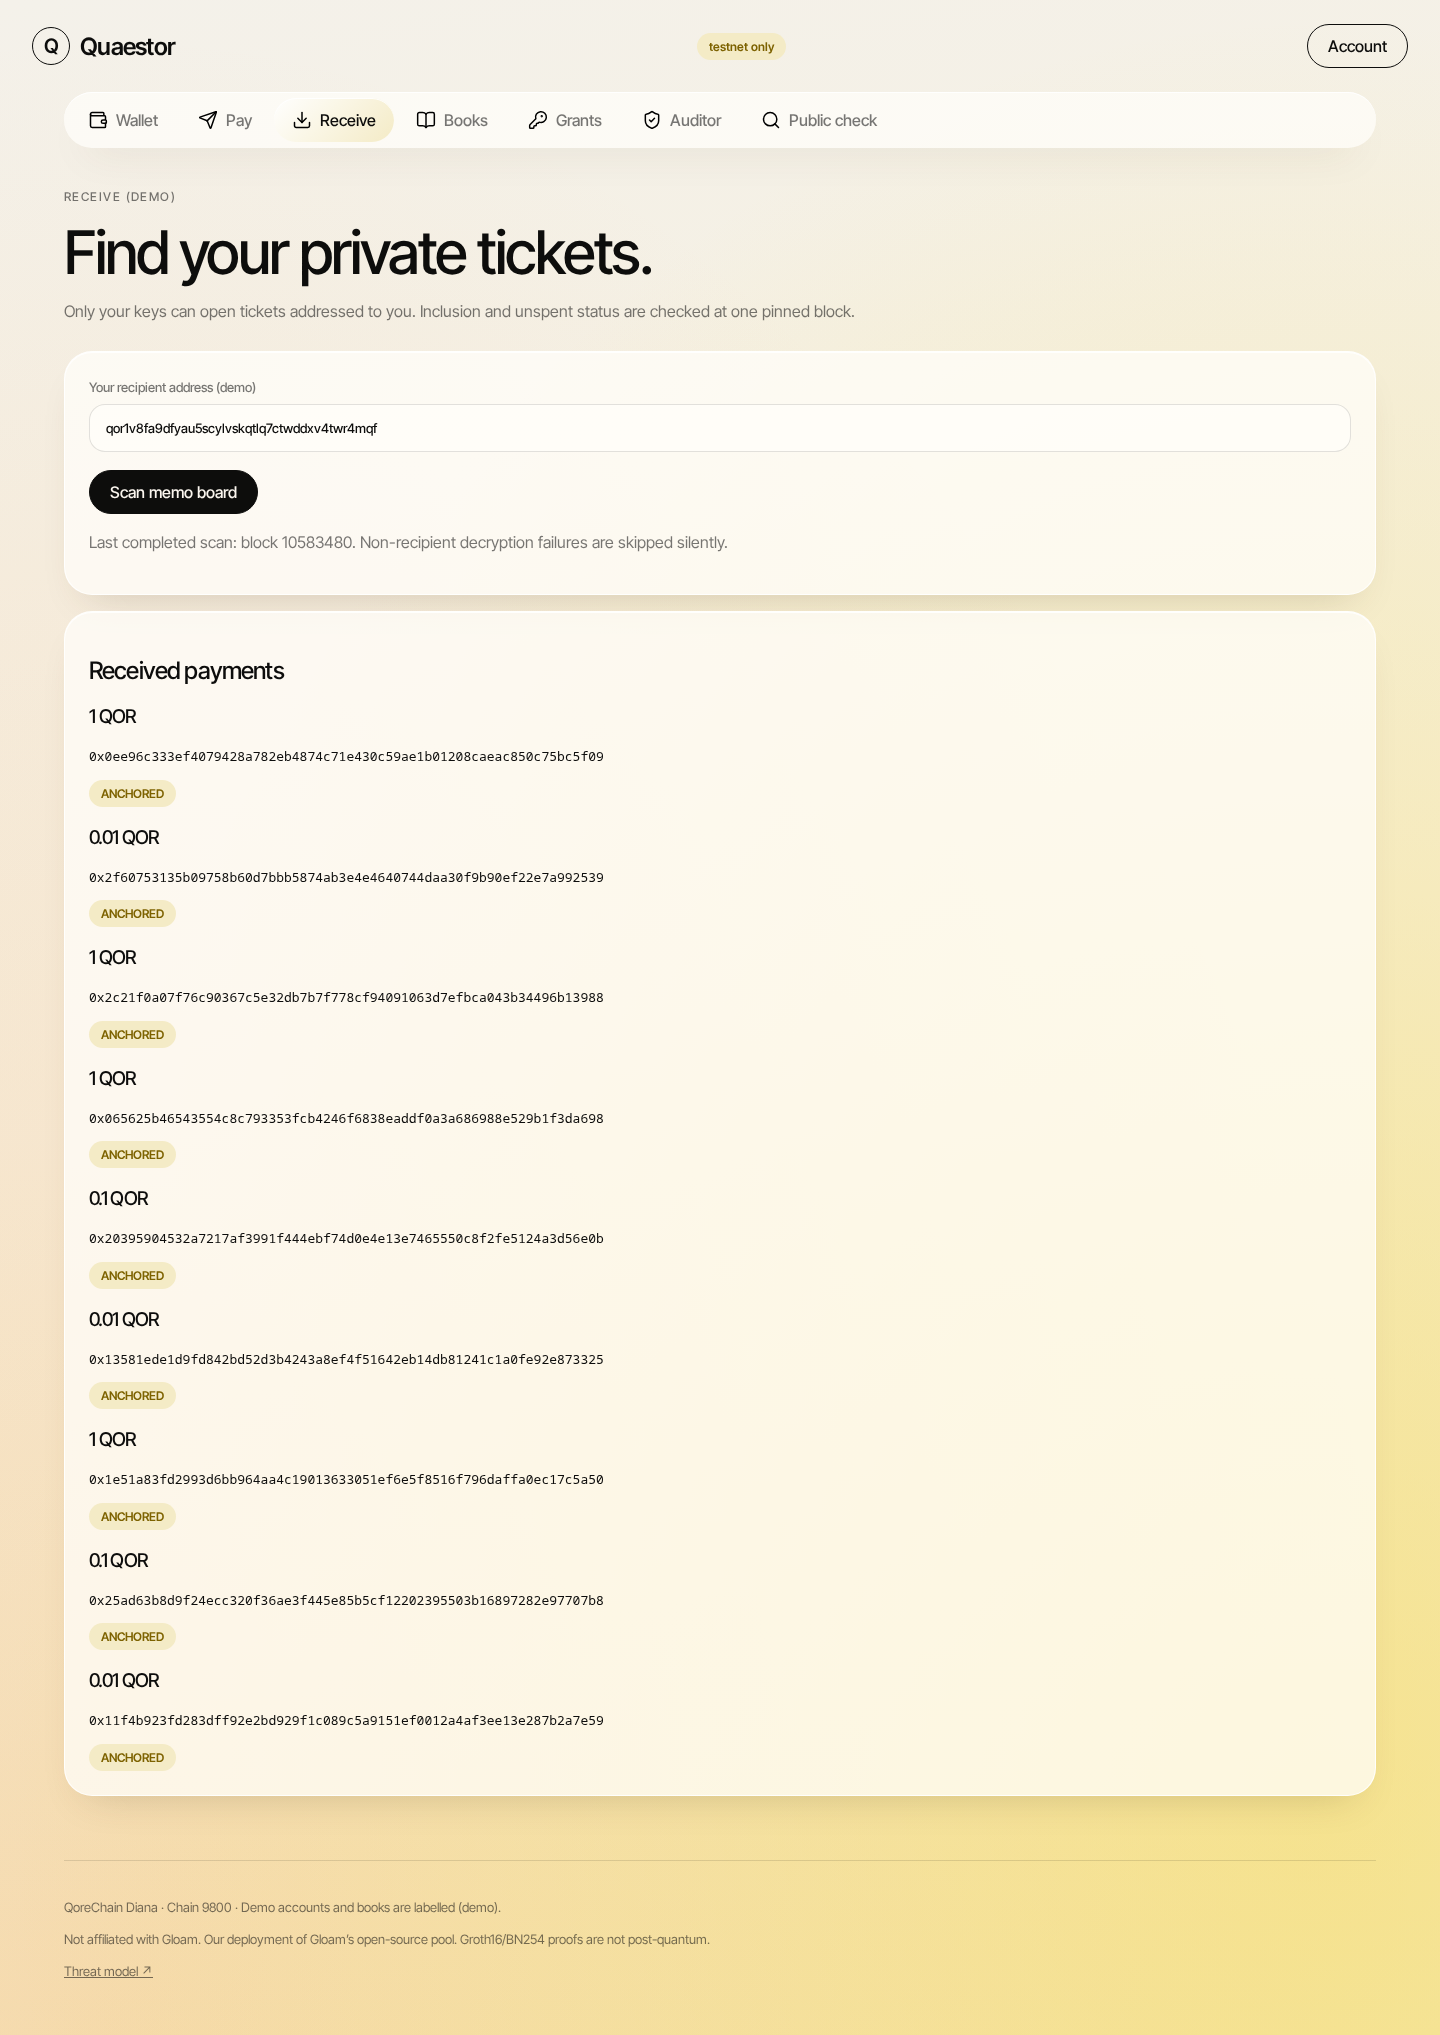 Q Quaestor
testnet only
Account
Wallet
Pay
Receive
Books
Grants
Auditor
Public check
RECEIVE (DEMO)
Find your private tickets.
Only your keys can open tickets addressed to you. Inclusion and unspent status are checked at one pinned block.
Your recipient address (demo)
qor1v8fa9dfyau5scylvskqtlq7ctwddxv4twr4mqf
Scan memo board
Last completed scan: block 10583480. Non-recipient decryption failures are skipped silently.
Received payments
1 QOR
0x0ee96c333ef4079428a782eb4874c71e430c59ae1b01208caeac850c75bc5f09
ANCHORED
0.01 QOR
0x2f60753135b09758b60d7bbb5874ab3e4e4640744daa30f9b90ef22e7a992539
ANCHORED
1 QOR
0x2c21f0a07f76c90367c5e32db7b7f778cf94091063d7efbca043b34496b13988
ANCHORED
1 QOR
0x065625b46543554c8c793353fcb4246f6838eaddf0a3a686988e529b1f3da698
ANCHORED
0.1 QOR
0x20395904532a7217af3991f444ebf74d0e4e13e7465550c8f2fe5124a3d56e0b
ANCHORED
0.01 QOR
0x13581ede1d9fd842bd52d3b4243a8ef4f51642eb14db81241c1a0fe92e873325
ANCHORED
1 QOR
0x1e51a83fd2993d6bb964aa4c19013633051ef6e5f8516f796daffa0ec17c5a50
ANCHORED
0.1 QOR
0x25ad63b8d9f24ecc320f36ae3f445e85b5cf12202395503b16897282e97707b8
ANCHORED
0.01 QOR
0x11f4b923fd283dff92e2bd929f1c089c5a9151ef0012a4af3ee13e287b2a7e59
ANCHORED
QoreChain Diana · Chain 9800 · Demo accounts and books are labelled (demo).
Not affiliated with Gloam. Our deployment of Gloam's open-source pool. Groth16/BN254 proofs are not post-quantum.
Threat model ↗